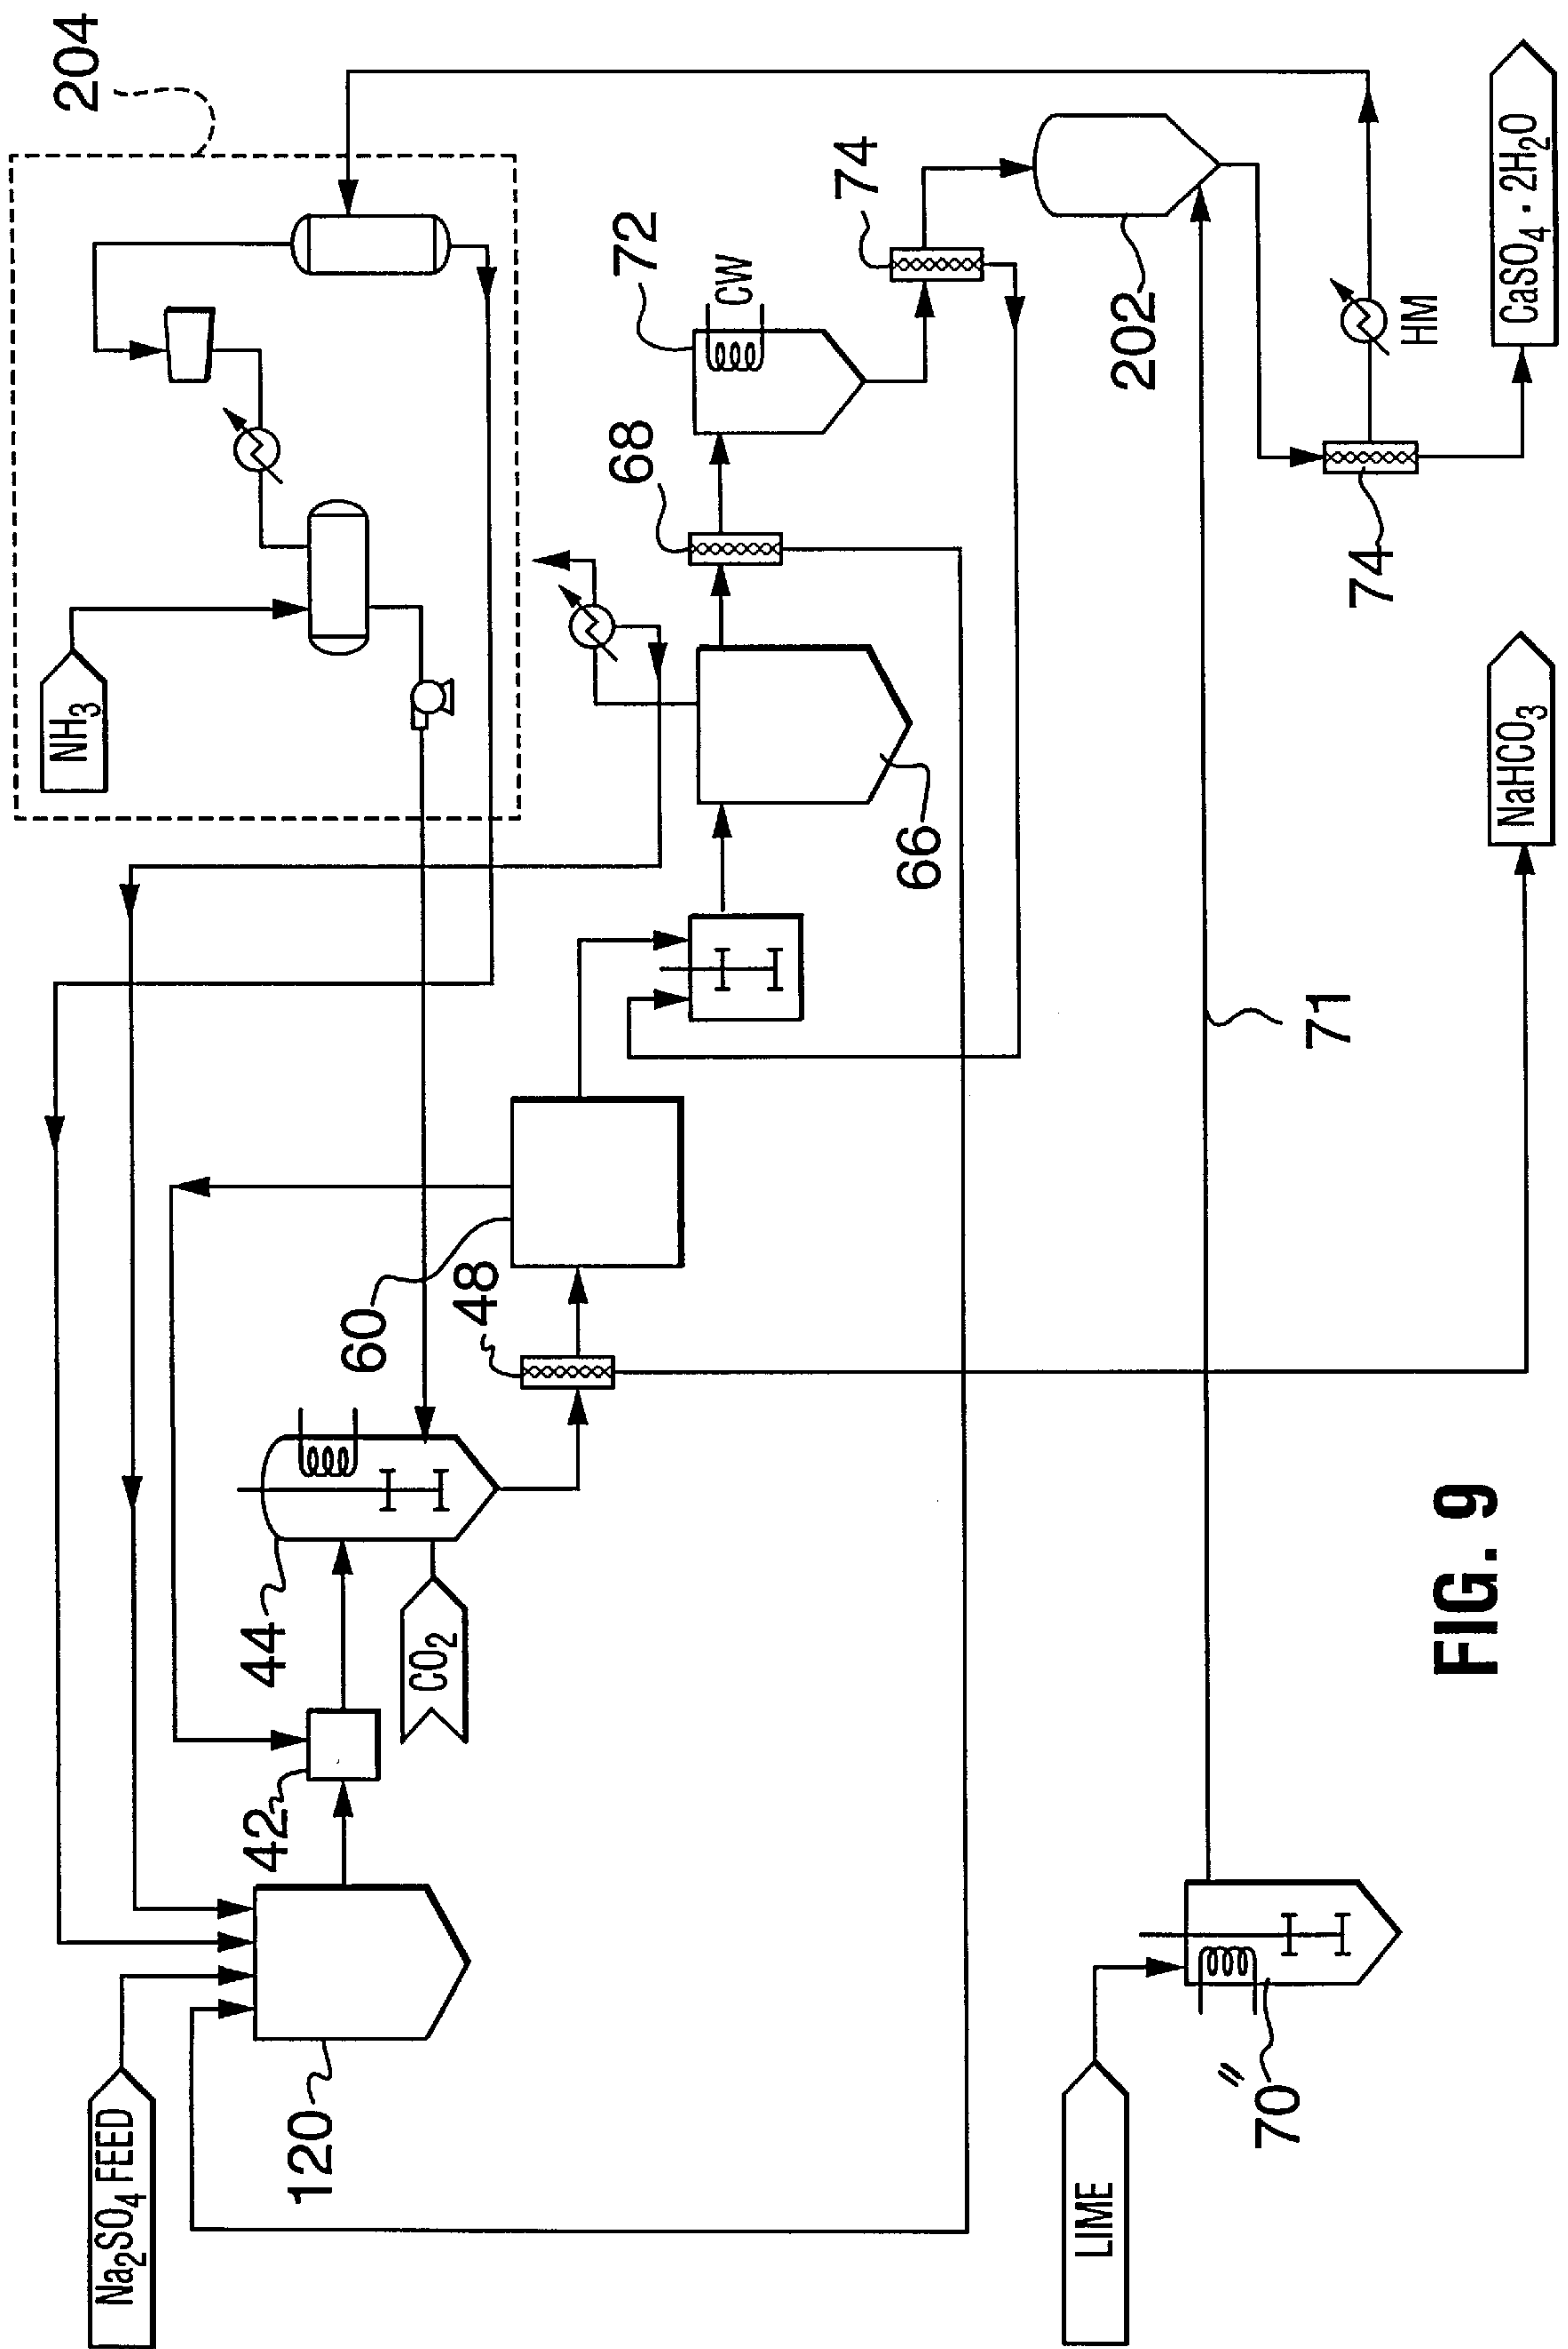 204
NH₃
Na₂SO₄ FEED
120
42
44
CO₂
60
48
66
68
72
CW
74
202
HM
74
71
LIME
70"
NaHCO₃
CaSO₄ · 2H₂O
FIG. 9